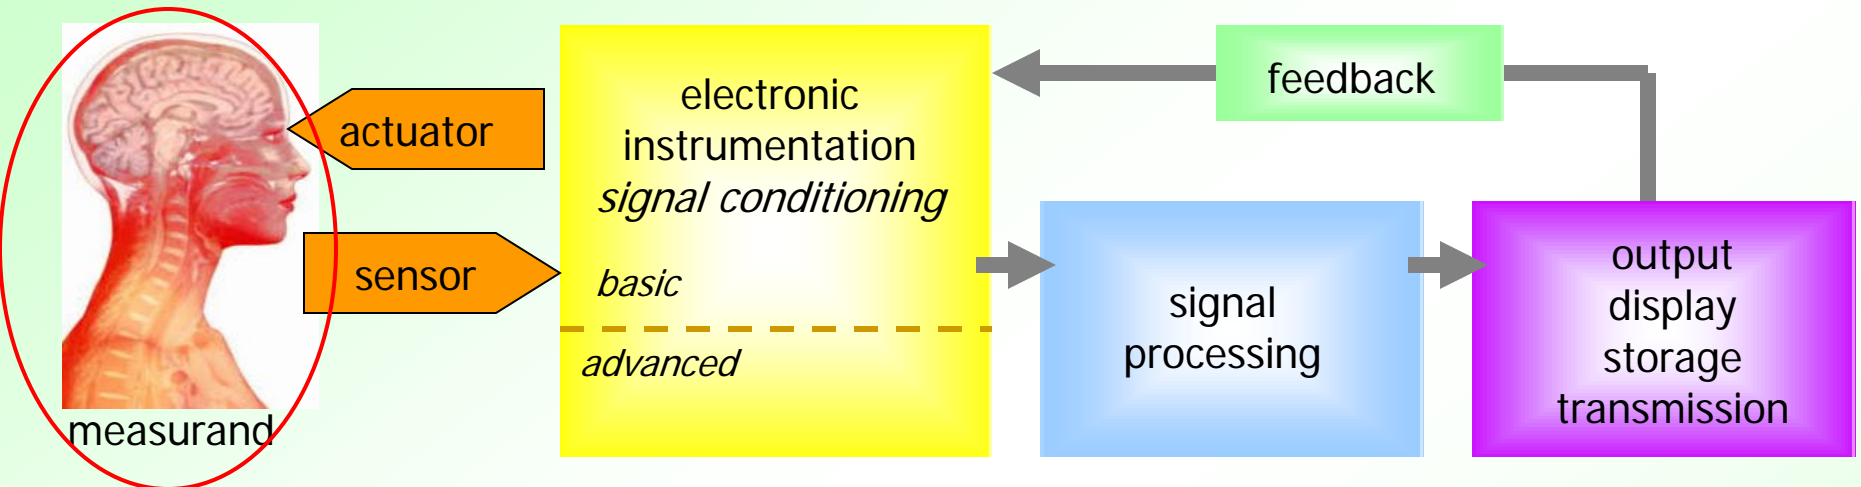 measurand
actuator
sensor
electronic
instrumentation
signal conditioning
basic
advanced
feedback
signal
processing
output
display
storage
transmission